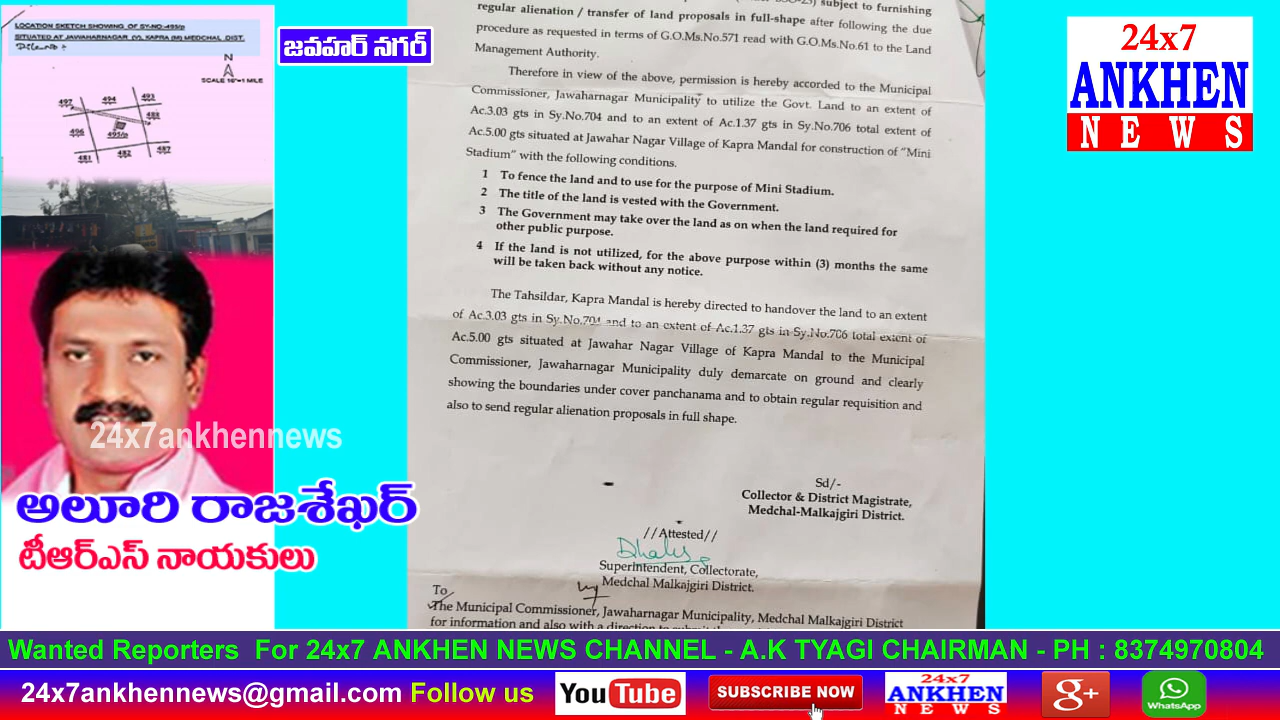 LOCATION SKETCH SHOWING OF SY-NO:-495/p
SITUATED AT JAWAHARNAGAR (V), KAPRA (M) MEDCHAL DIST.
N
SCALE 16"=1 MILE
497
494
493
488
496
495/p
481
482
487
జవహర్ నగర్
subject to furnishing
regular alienation / transfer of land proposals in full-shape after following the due
procedure as requested in terms of G.O.Ms.No.571 read with G.O.Ms.No.61 to the Land
Management Authority.
Therefore in view of the above, permission is hereby accorded to the Municipal
Commissioner, Jawaharnagar Municipality to utilize the Govt. Land to an extent of
Ac.3.03 gts in Sy.No.704 and to an extent of Ac.1.37 gts in Sy.No.706 total extent of
Ac.5.00 gts situated at Jawahar Nagar Village of Kapra Mandal for construction of "Mini
Stadium" with the following conditions.
1 To fence the land and to use for the purpose of Mini Stadium.
2 The title of the land is vested with the Government.
3 The Government may take over the land as on when the land required for
other public purpose.
4 If the land is not utilized, for the above purpose within (3) months the same
will be taken back without any notice.
The Tahsildar, Kapra Mandal is hereby directed to handover the land to an extent
of Ac.3.03 gts in Sy.No.704 and to an extent of Ac.1.37 gts in Sy.No.706 total extent of
Ac.5.00 gts situated at Jawahar Nagar Village of Kapra Mandal to the Municipal
Commissioner, Jawaharnagar Municipality duly demarcate on ground and clearly
showing the boundaries under cover panchanama and to obtain regular requisition and
also to send regular alienation proposals in full shape.
Sd/-
Collector & District Magistrate,
Medchal-Malkajgiri District.
//Attested//
Superintendent, Collectorate,
Medchal Malkajgiri District.
To
The Municipal Commissioner, Jawaharnagar Municipality, Medchal Malkajgiri District
for information and also with a direction to
24x7
ANKHEN
NEWS
24x7ankhennews
అలూరి రాజశేఖర్
టీఆర్ఎస్ నాయకులు
Wanted Reporters For 24x7 ANKHEN NEWS CHANNEL - A.K TYAGI CHAIRMAN - PH : 8374970804
24x7ankhennews@gmail.com Follow us
YouTube
SUBSCRIBE NOW
24x7
ANKHEN
NEWS
g+
WhatsApp